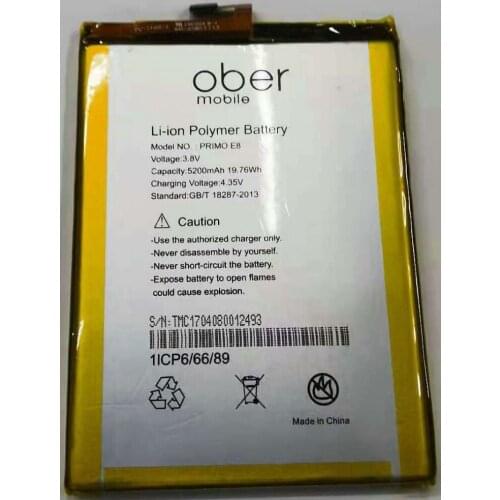 ober
mobile
Li-ion Polymer Battery
Model NO. : PRIMO E8
Voltage:3.8V
Capacity:5200mAh 19.76Wh
Charging Voltage:4.35V
Standard:GB/T 18287-2013
Caution
-Use the authorized charger only.
-Never disassemble by yourself.
-Never short-circuit the battery.
-Expose battery to open flames
could cause explosion.
S/N:TMC1704080012493
1ICP6/66/89
Made in China